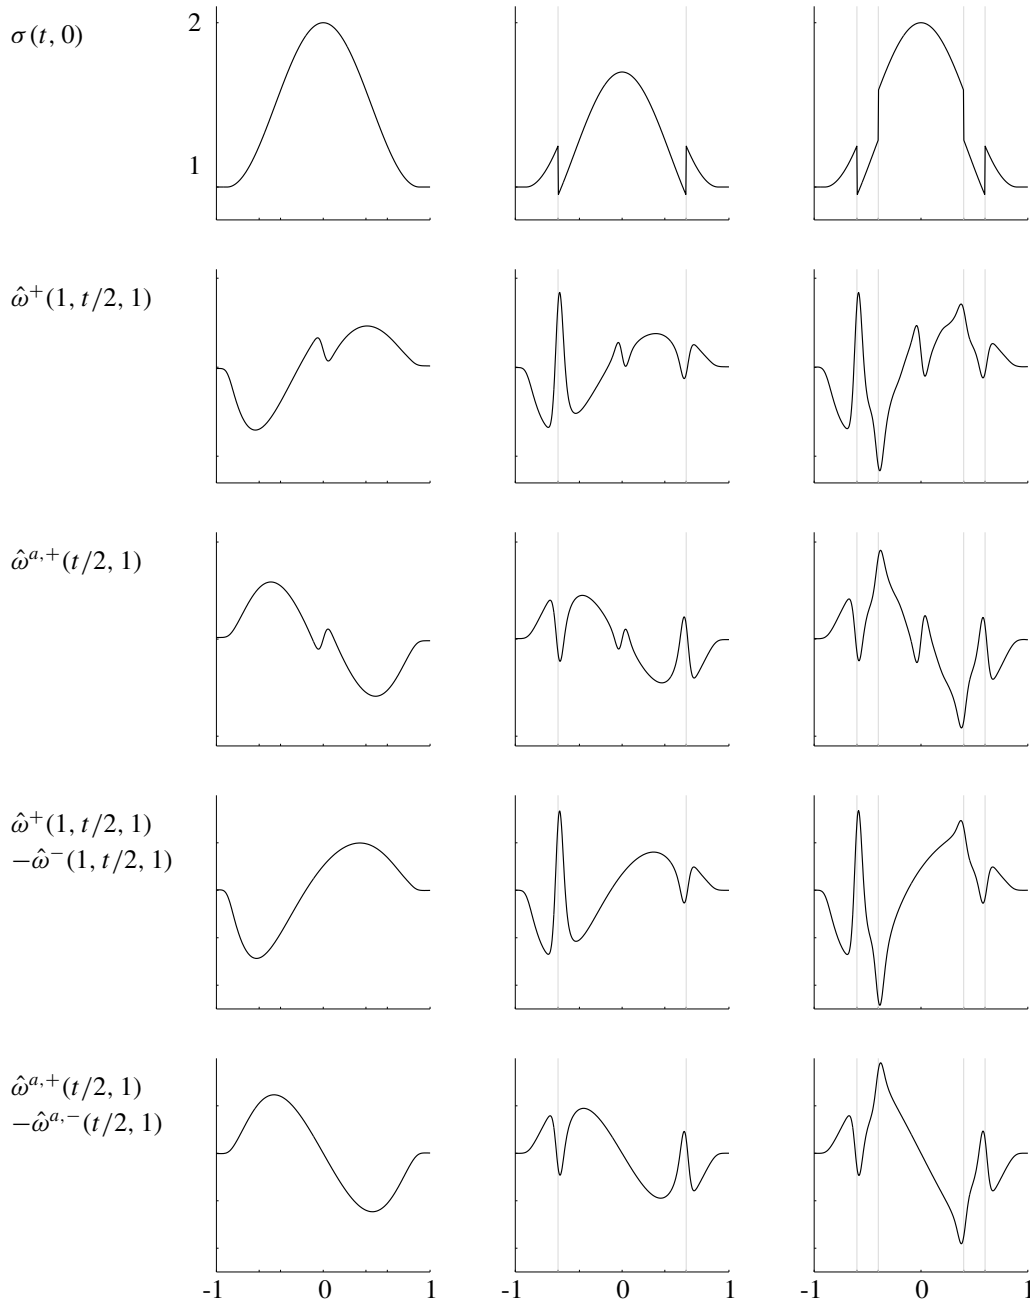 σ(t, 0)
2
1
ω̂⁺(1, t/2, 1)
ω̂ᵃ,⁺(t/2, 1)
ω̂⁺(1, t/2, 1)
−ω̂⁻(1, t/2, 1)
ω̂ᵃ,⁺(t/2, 1)
−ω̂ᵃ,⁻(t/2, 1)
-1 0 1 -1 0 1 -1 0 1